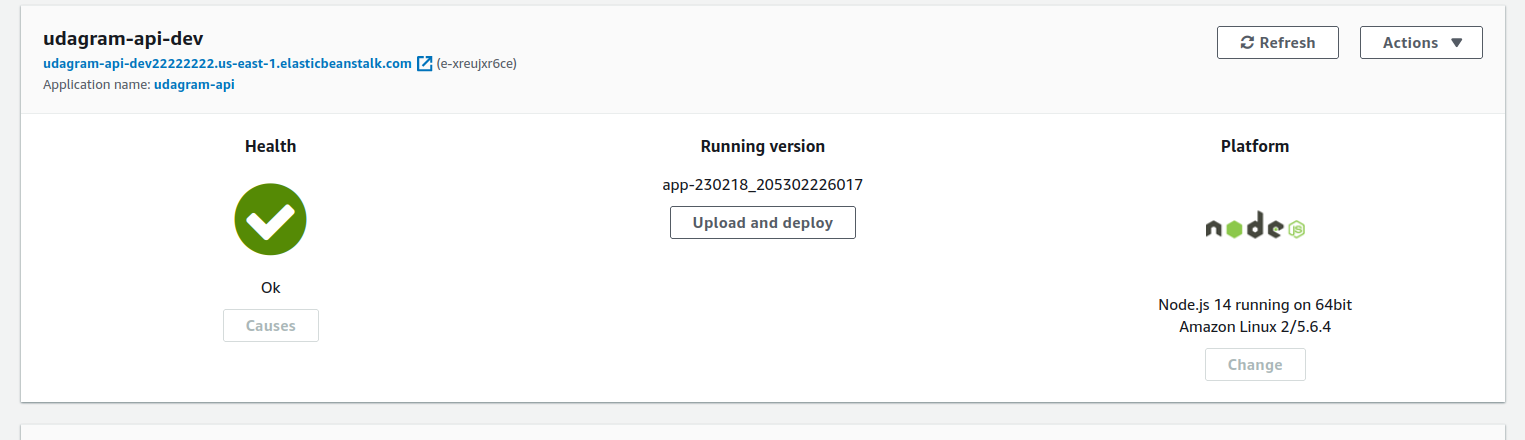 udagram-api-dev
Refresh
Actions
udagram-api-dev22222222.us-east-1.elasticbeanstalk.com (e-xreujxr6ce)
Application name: udagram-api
Health
Running version
Platform
app-230218_205302226017
Upload and deploy
node JS
Ok
Causes
Node.js 14 running on 64bit
Amazon Linux 2/5.6.4
Change